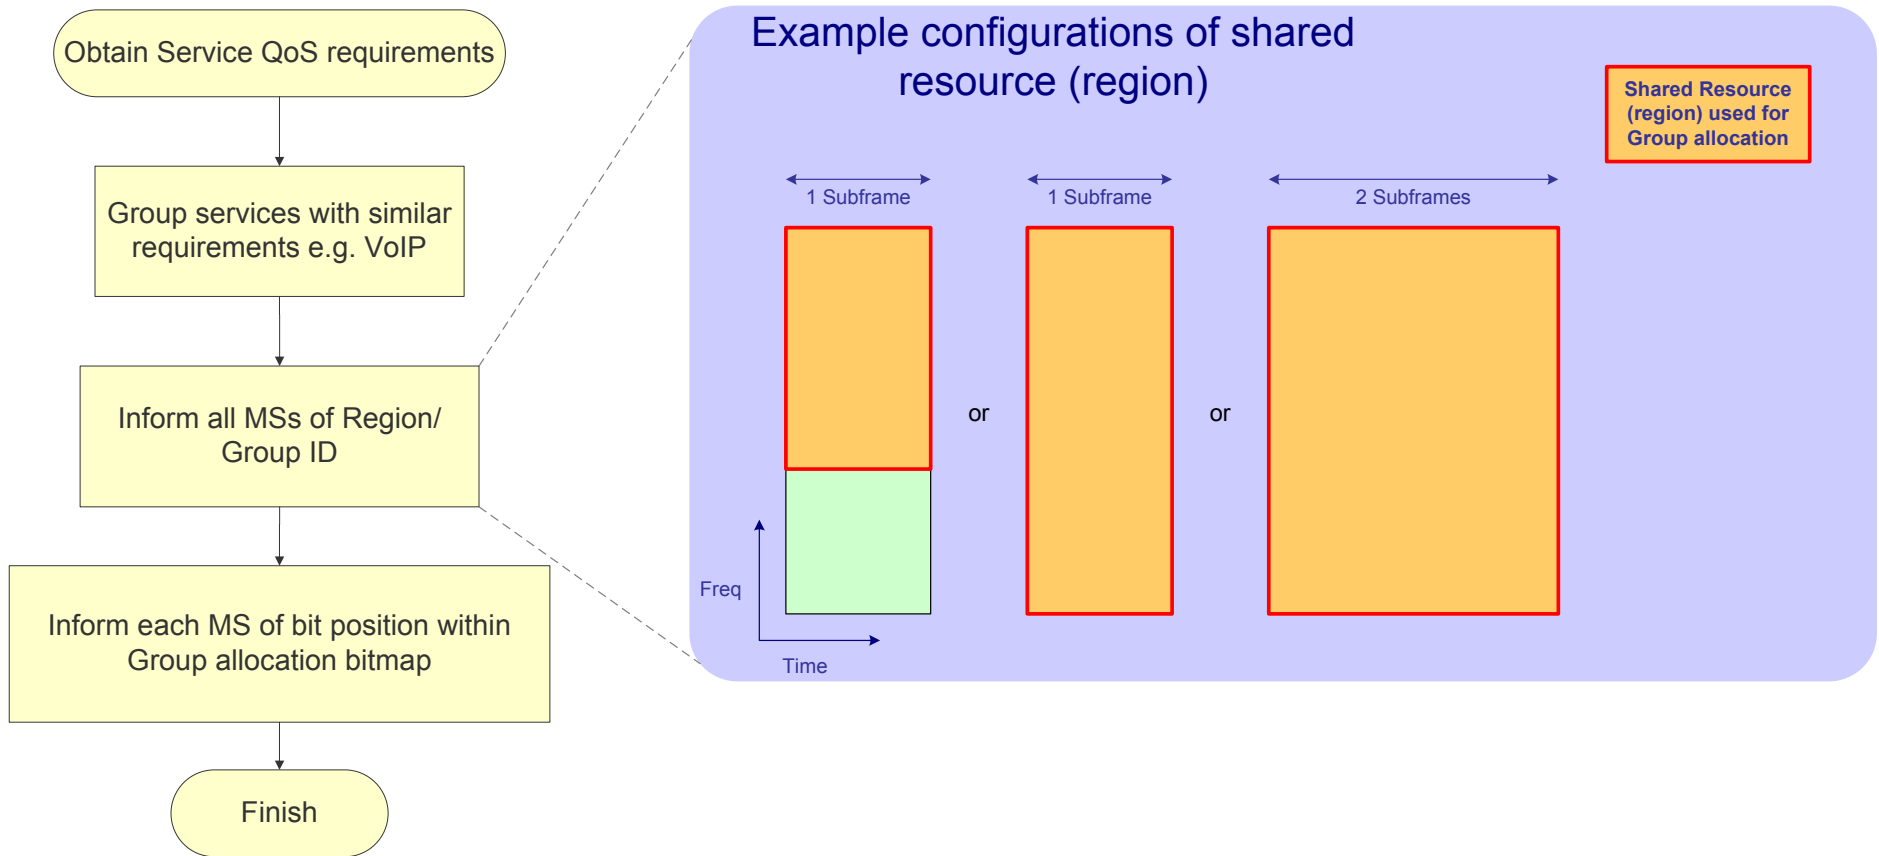 Obtain Service QoS requirements
Group services with similar
requirements e.g. VoIP
Inform all MSs of Region/
Group ID
Inform each MS of bit position within
Group allocation bitmap
Finish
Example configurations of shared
resource (region)
Shared Resource
(region) used for
Group allocation
1 Subframe
1 Subframe
2 Subframes
or
or
Freq
Time